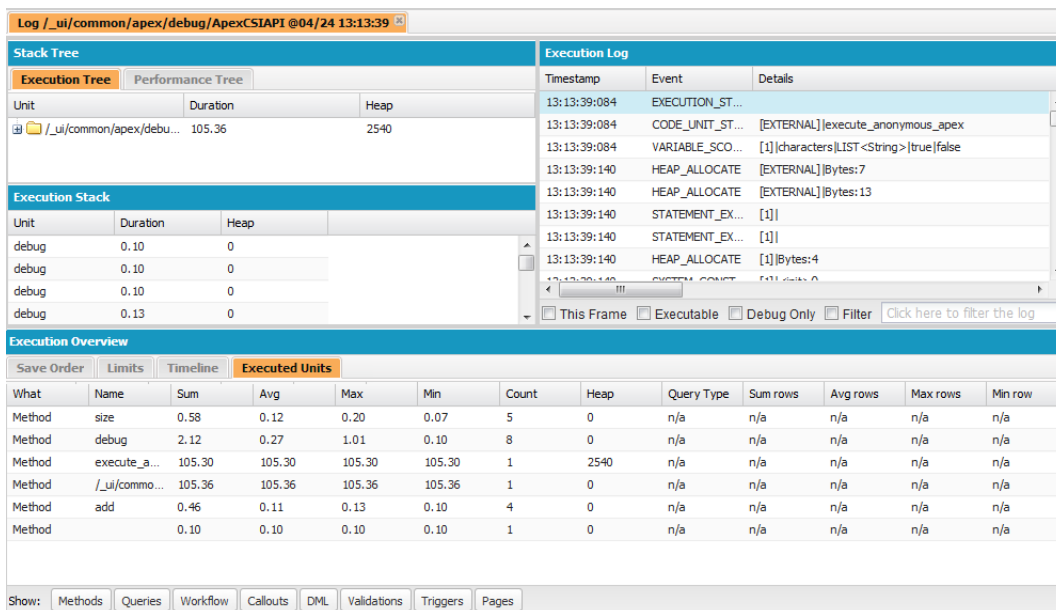 Log /_ui/common/apex/debug/ApexCSIAPI @04/24 13:13:39
Stack Tree
Execution Tree Performance Tree
Unit Duration Heap
/_ui/common/apex/debu... 105.36 2540
Execution Stack
Unit Duration Heap
debug 0.10 0
debug 0.10 0
debug 0.10 0
debug 0.13 0
Execution Log
Timestamp Event Details
13:13:39:084 EXECUTION_ST...
13:13:39:084 CODE_UNIT_ST... [EXTERNAL]|execute_anonymous_apex
13:13:39:084 VARIABLE_SCO... [1]|characters|LIST<String>|true|false
13:13:39:140 HEAP_ALLOCATE [EXTERNAL]|Bytes:7
13:13:39:140 HEAP_ALLOCATE [EXTERNAL]|Bytes:13
13:13:39:140 STATEMENT_EX... [1]|
13:13:39:140 STATEMENT_EX... [1]|
13:13:39:140 HEAP_ALLOCATE [1]|Bytes:4
This Frame Executable Debug Only Filter Click here to filter the log
Execution Overview
Save Order Limits Timeline Executed Units
What Name Sum Avg Max Min Count Heap Query Type Sum rows Avg rows Max rows Min row
Method size 0.58 0.12 0.20 0.07 5 0 n/a n/a n/a n/a n/a
Method debug 2.12 0.27 1.01 0.10 8 0 n/a n/a n/a n/a n/a
Method execute_a... 105.30 105.30 105.30 105.30 1 2540 n/a n/a n/a n/a n/a
Method /_ui/commo... 105.36 105.36 105.36 105.36 1 0 n/a n/a n/a n/a n/a
Method add 0.46 0.11 0.13 0.10 4 0 n/a n/a n/a n/a n/a
Method 0.10 0.10 0.10 0.10 1 0 n/a n/a n/a n/a n/a
Show: Methods Queries Workflow Callouts DML Validations Triggers Pages